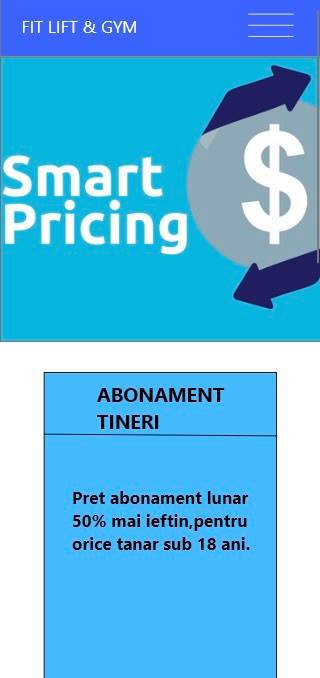 FIT LIFT & GYM
Smart
Pricing
$
ABONAMENT
TINERI
Pret abonament lunar
50% mai ieftin,pentru
orice tanar sub 18 ani.